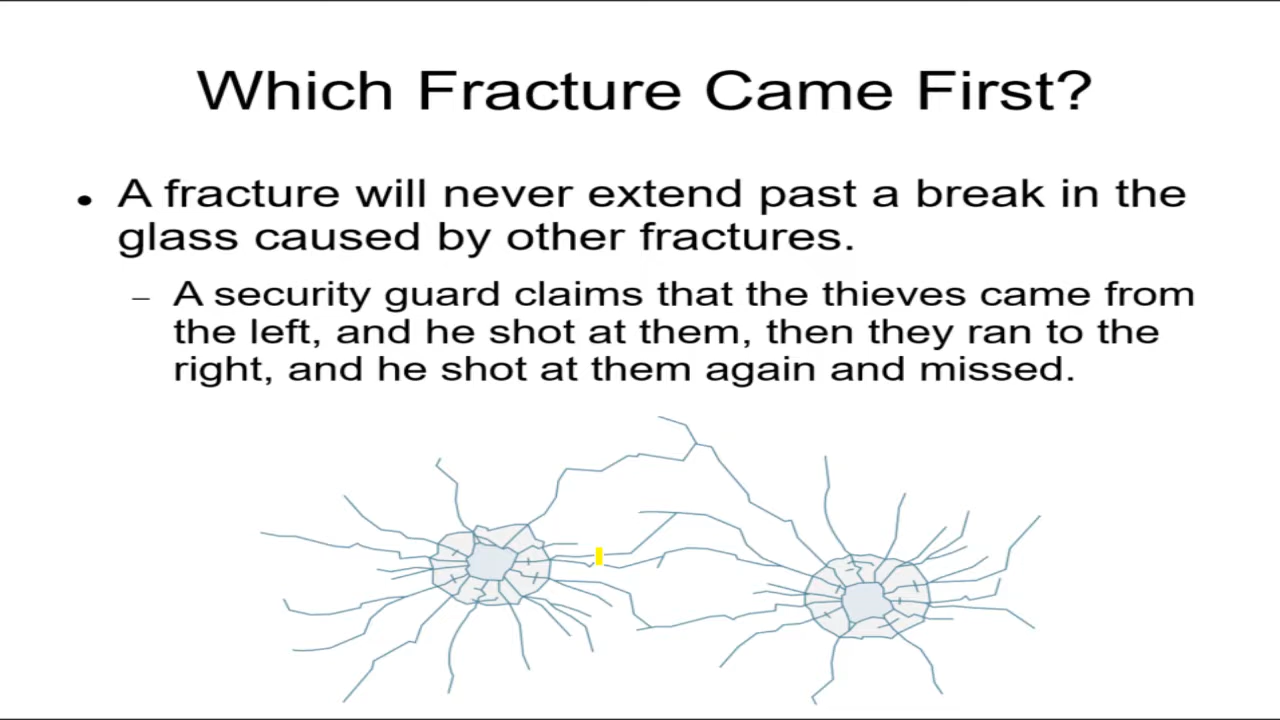 Which Fracture Came First?
• A fracture will never extend past a break in the
glass caused by other fractures.
– A security guard claims that the thieves came from
the left, and he shot at them, then they ran to the
right, and he shot at them again and missed.